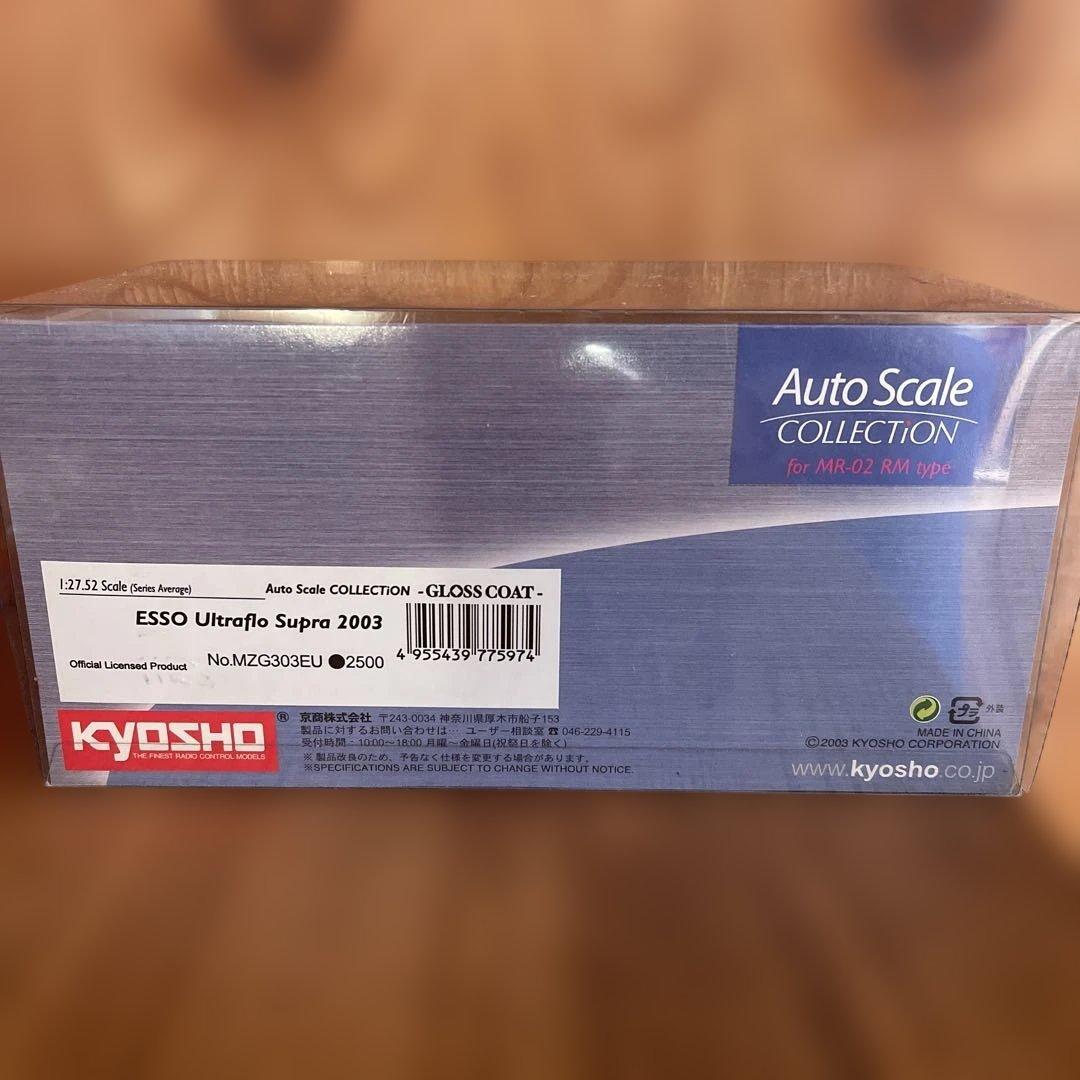 Auto Scale
COLLECTiON
for MR-02 RM type
1:27.52 Scale (Series Average)
Auto Scale COLLECTiON -GLOSS COAT-
ESSO Ultraflo Supra 2003
Official Licensed Product No.MZG303EU ●2500
4 955439 775974
KYOSHO ®
THE FINEST RADIO CONTROL MODELS
京商株式会社 〒243-0034 神奈川県厚木市船子153
製品に対するお問い合わせは… ユーザー相談室 ☎ 046-229-4115
受付時間：10:00〜18:00 月曜〜金曜日(祝祭日を除く)
※ 製品改良のため、予告なく仕様を変更する場合があります。
※SPECIFICATIONS ARE SUBJECT TO CHANGE WITHOUT NOTICE.
プラ 外装
MADE IN CHINA
©2003 KYOSHO CORPORATION
www.kyosho.co.jp